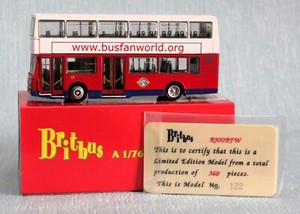 www.busfanworld.org
Britbus
A 1/76
Britbus R900BFW
This is to certify that this is a
Limited Edition Model from a total
production of 360 pieces.
This is Model No. 122